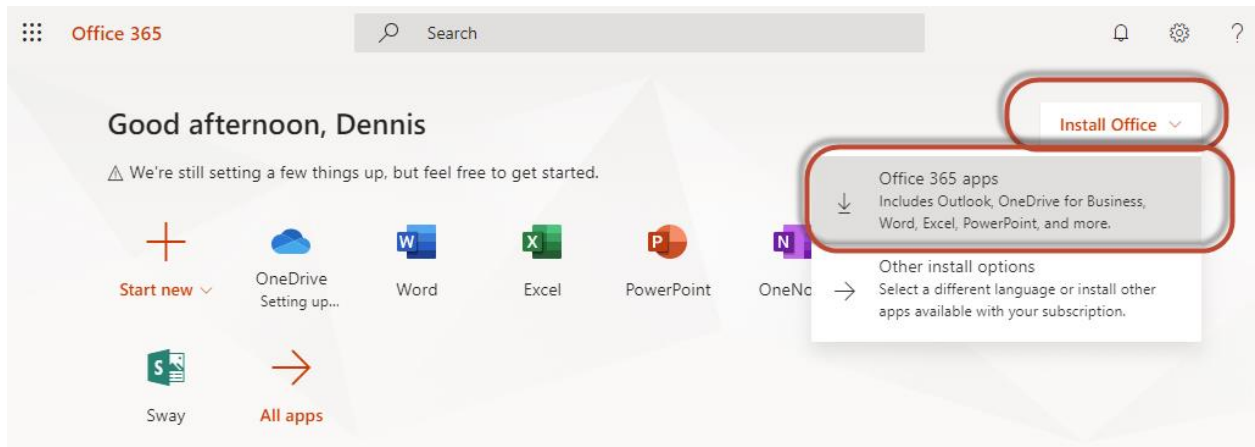 Office 365
Search
?
Good afternoon, Dennis
Install Office
We're still setting a few things up, but feel free to get started.
Office 365 apps
Includes Outlook, OneDrive for Business,
Word, Excel, PowerPoint, and more.
Other install options
Select a different language or install other
apps available with your subscription.
W
X
P
N
Start new
OneDrive
Setting up...
Word
Excel
PowerPoint
OneNo
S
Sway
All apps